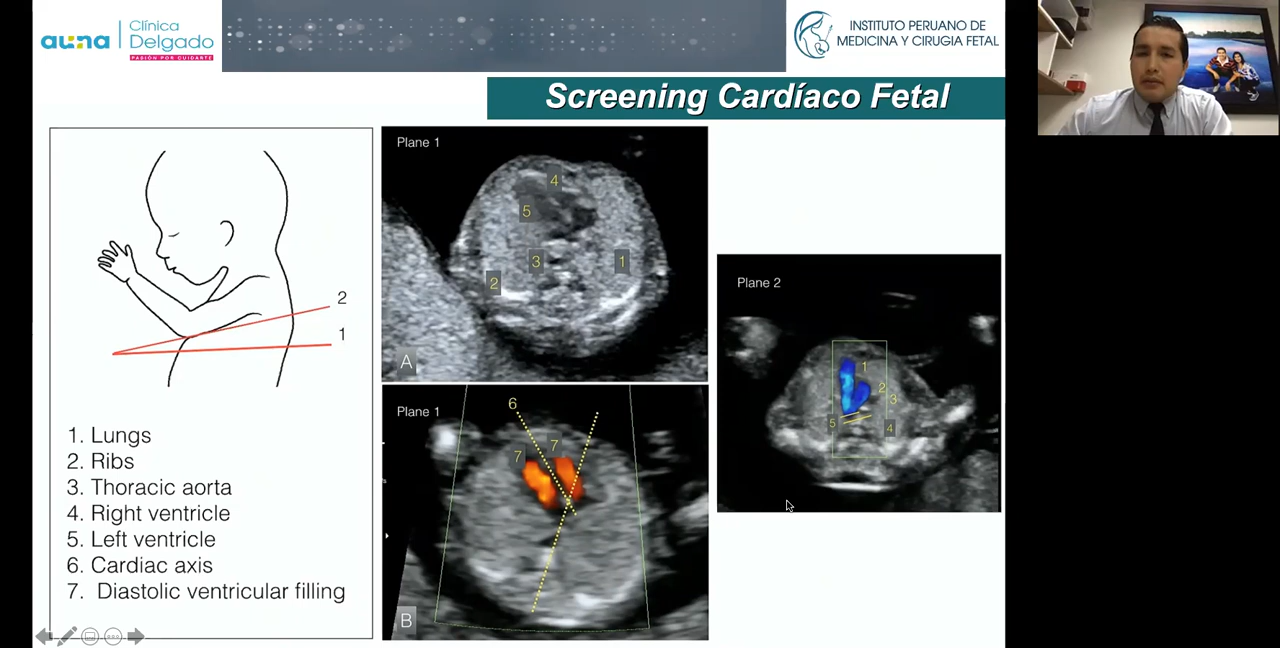 auna
Clínica
Delgado
PASIÓN POR CUIDARTE
INSTITUTO PERUANO DE
MEDICINA Y CIRUGIA FETAL
Screening Cardíaco Fetal
2
1
1. Lungs
2. Ribs
3. Thoracic aorta
4. Right ventricle
5. Left ventricle
6. Cardiac axis
7. Diastolic ventricular filling
Plane 1
4
5
3
1
2
A
Plane 1
6
7
7
B
Plane 2
1
2
3
5
4